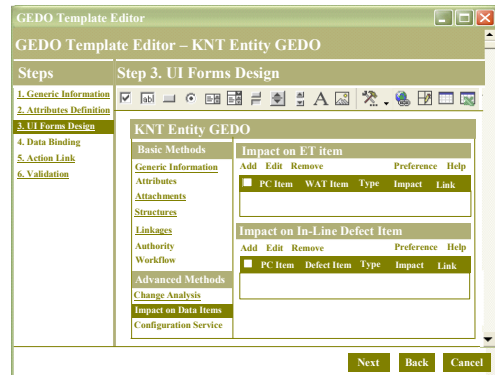 GEDO Template Editor
GEDO Template Editor – KNT Entity GEDO
Steps
1. Generic Information
2. Attributes Definition
3. UI Forms Design
4. Data Binding
5. Action Link
6. Validation
Step 3. UI Forms Design
abl
A
KNT Entity GEDO
Basic Methods
Generic Information
Attributes
Attachments
Structures
Linkages
Authority
Workflow
Advanced Methods
Change Analysis
Impact on Data Items
Configuration Service
Impact on ET item
Add Edit Remove Preference Help
PC Item WAT Item Type Impact Link
Impact on In-Line Defect Item
Add Edit Remove Preference Help
PC Item Defect Item Type Impact Link
Next Back Cancel